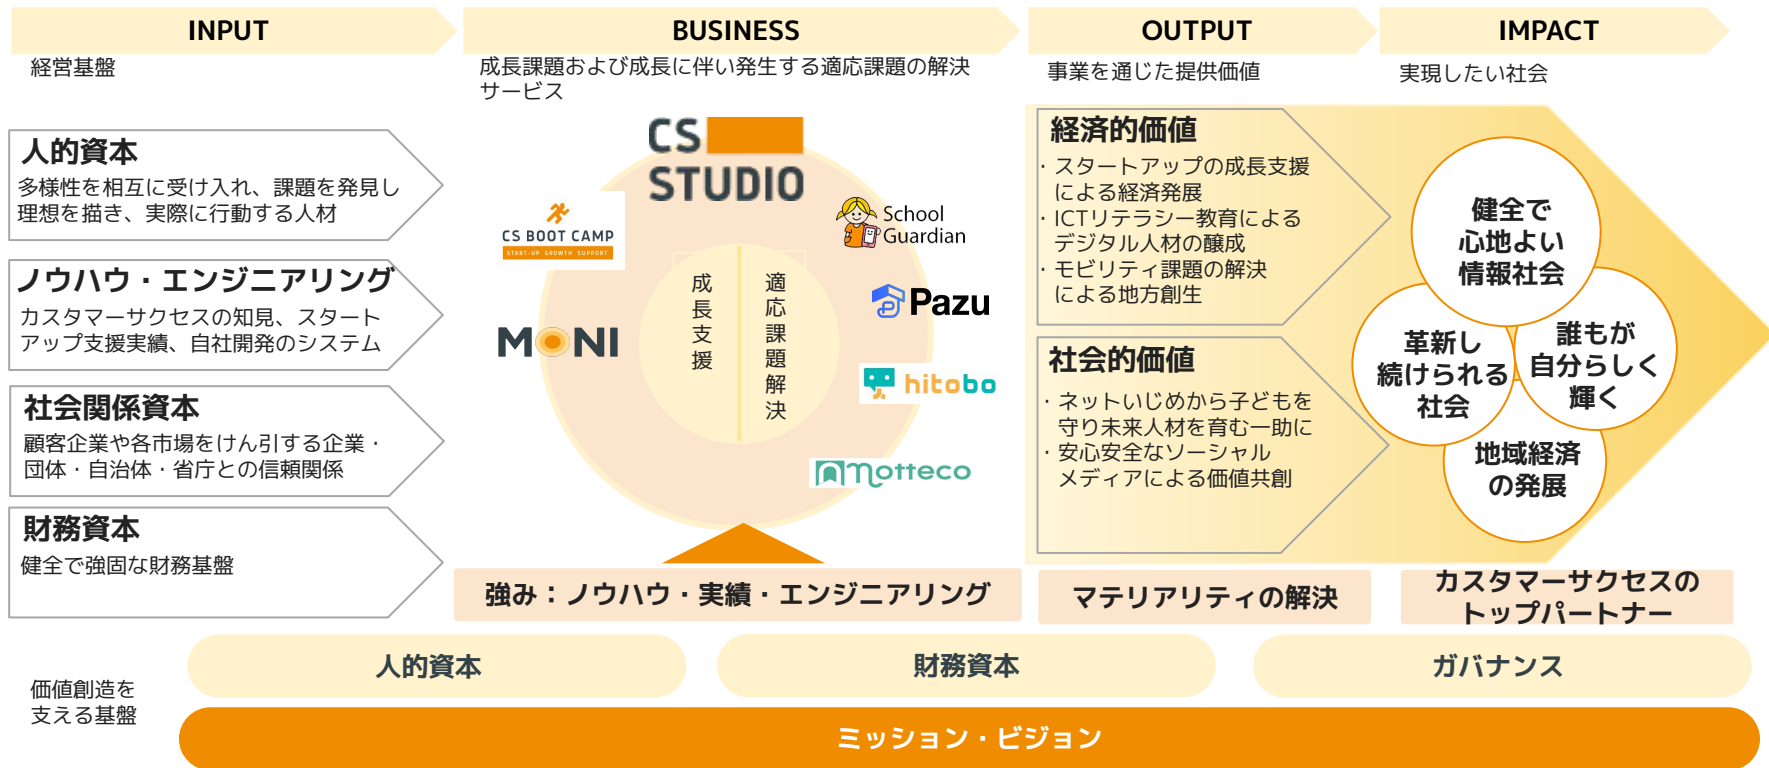 INPUT
BUSINESS
OUTPUT
IMPACT
経営基盤
成長課題および成長に伴い発生する適応課題の解決
サービス
事業を通じた提供価値
実現したい社会
人的資本
多様性を相互に受け入れ、課題を発見し
理想を描き、実際に行動する人材
ノウハウ・エンジニアリング
カスタマーサクセスの知見、スタート
アップ支援実績、自社開発のシステム
社会関係資本
顧客企業や各市場をけん引する企業・
団体・自治体・省庁との信頼関係
財務資本
健全で強固な財務基盤
CS
STUDIO
CS BOOT CAMP
START-UP GROWTH SUPPORT
MONI
成長支援
適応課題解決
School
Guardian
Pazu
hitobo
motteco
強み：ノウハウ・実績・エンジニアリング
経済的価値
・スタートアップの成長支援
による経済発展
・ICTリテラシー教育による
デジタル人材の醸成
・モビリティ課題の解決
による地方創生
社会的価値
・ネットいじめから子どもを
守り未来人材を育む一助に
・安心安全なソーシャル
メディアによる価値共創
マテリアリティの解決
健全で
心地よい
情報社会
革新し
続けられる
社会
誰もが
自分らしく
輝く
地域経済
の発展
カスタマーサクセスの
トップパートナー
価値創造を
支える基盤
人的資本
財務資本
ガバナンス
ミッション・ビジョン